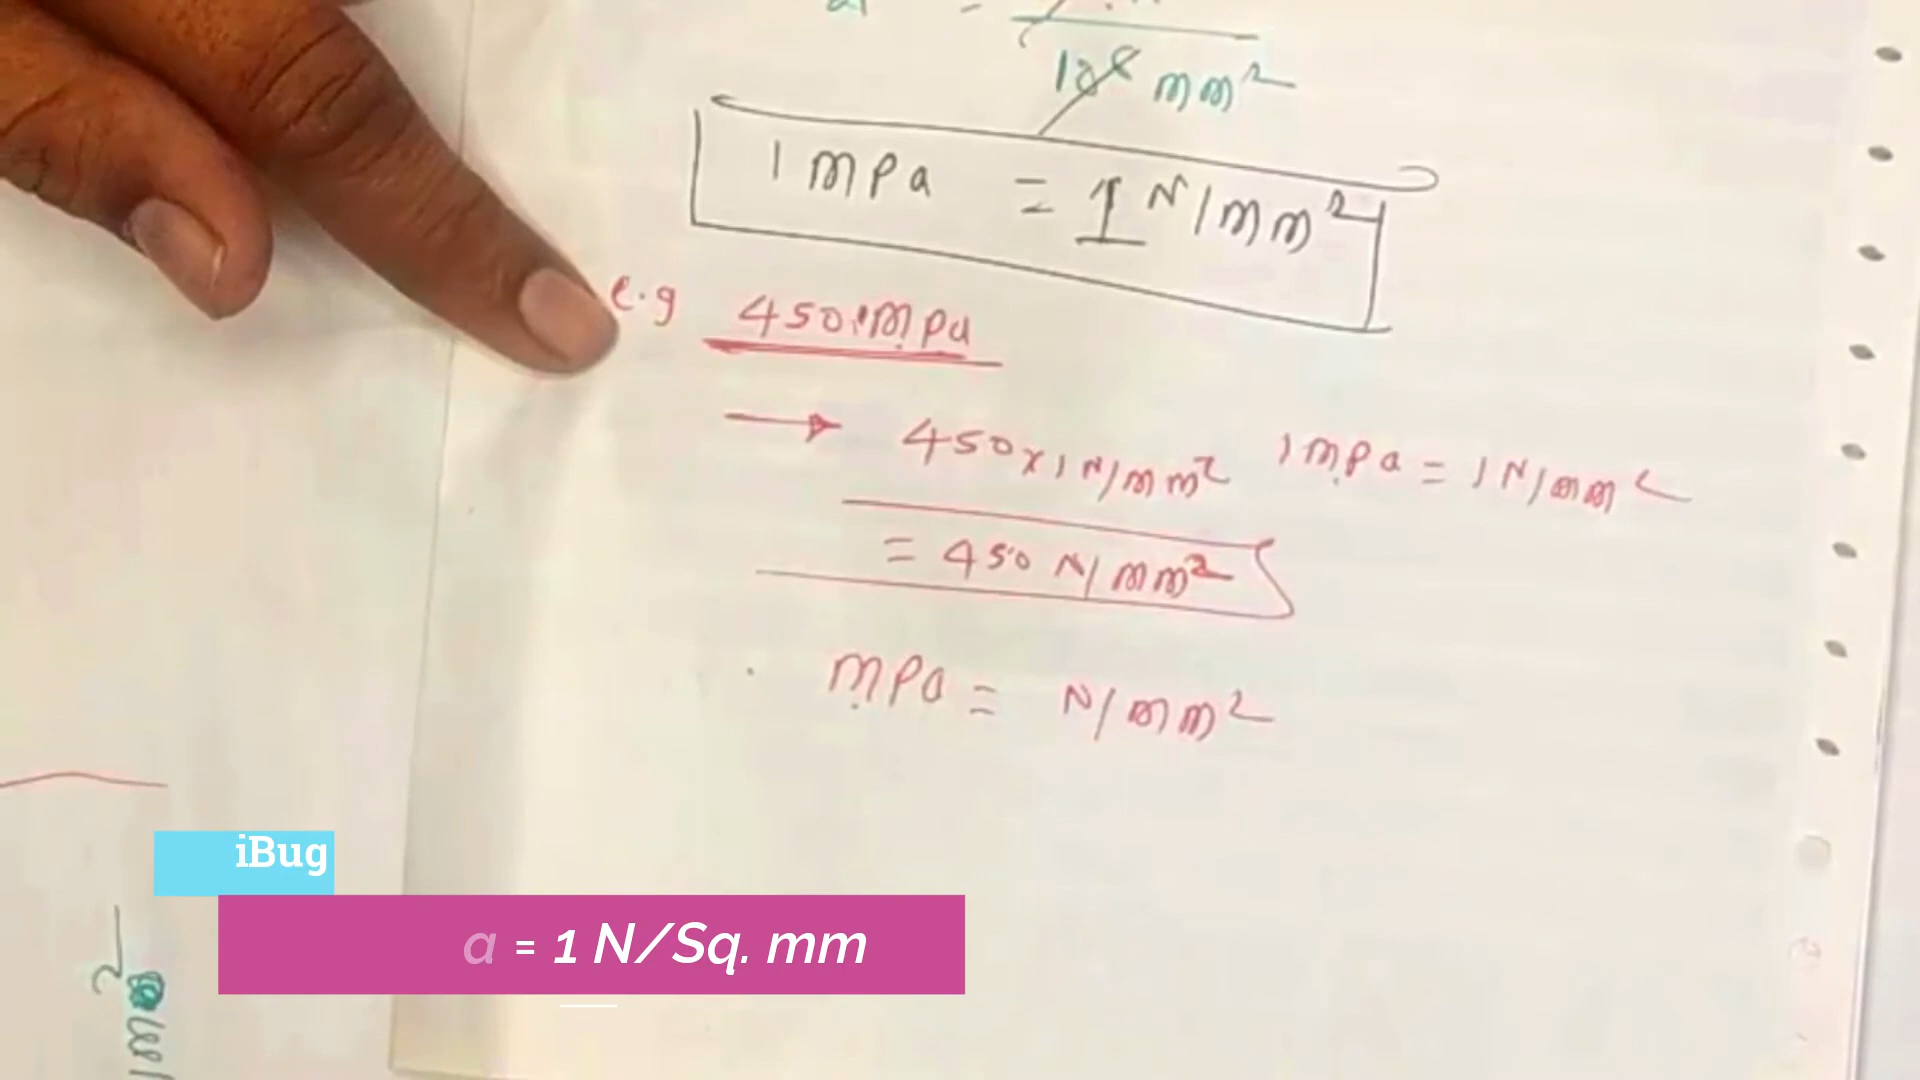 10⁶ mm²
1 mpa = 1 N/mm²
e.g 450 mpa
→ 450 x 1 N/mm² 1 mpa = 1 N/mm²
= 450 N/mm²
mpa = N/mm²
iBug
a = 1 N/Sq. mm